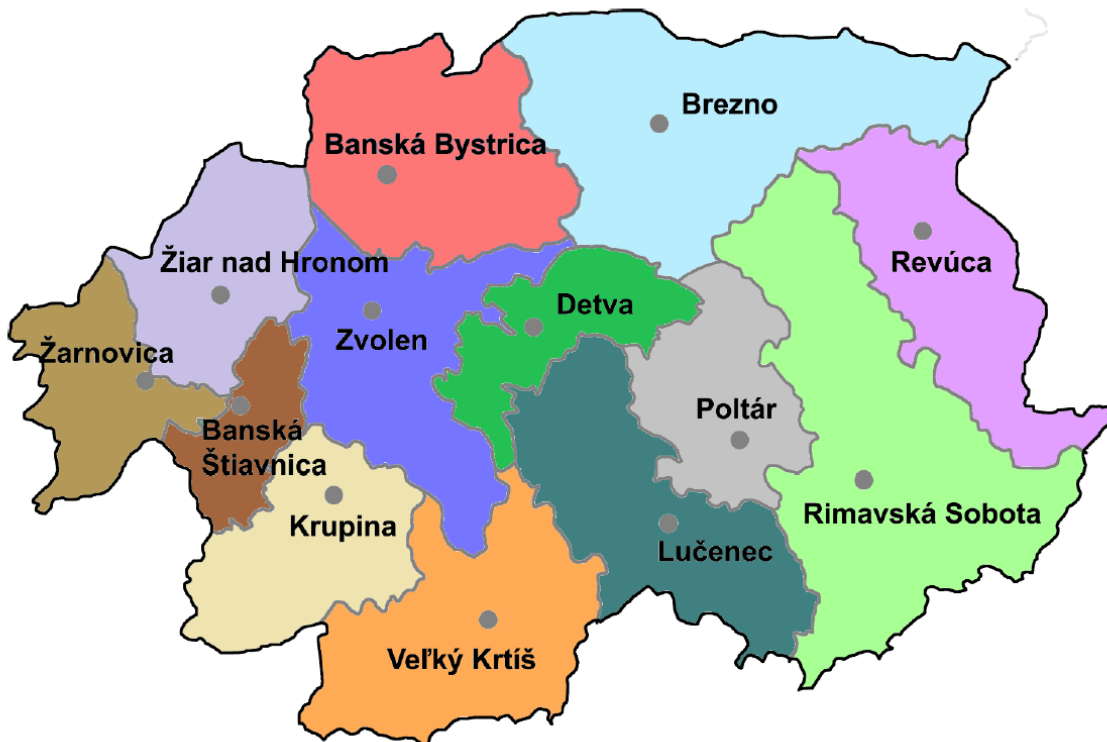 Brezno
Banská Bystrica
Revúca
Žiar nad Hronom
Detva
Zvolen
Žarnovica
Poltár
Banská
Štiavnica
Rimavská Sobota
Krupina
Lučenec
Veľký Krtíš